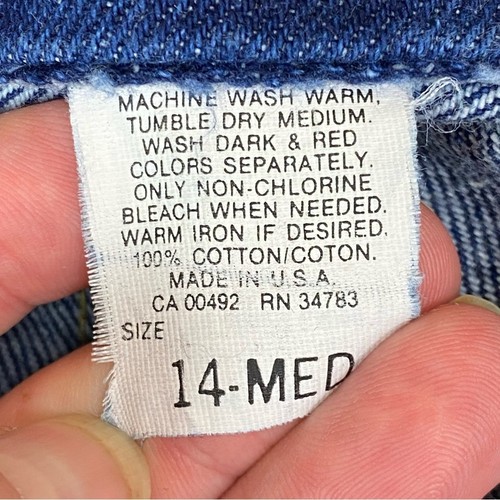 MACHINE WASH WARM,
TUMBLE DRY MEDIUM.
WASH DARK & RED
COLORS SEPARATELY.
ONLY NON-CHLORINE
BLEACH WHEN NEEDED.
WARM IRON IF DESIRED.
100% COTTON/COTON.
MADE IN U.S.A.
CA 00492 RN 34783
SIZE
14-MED